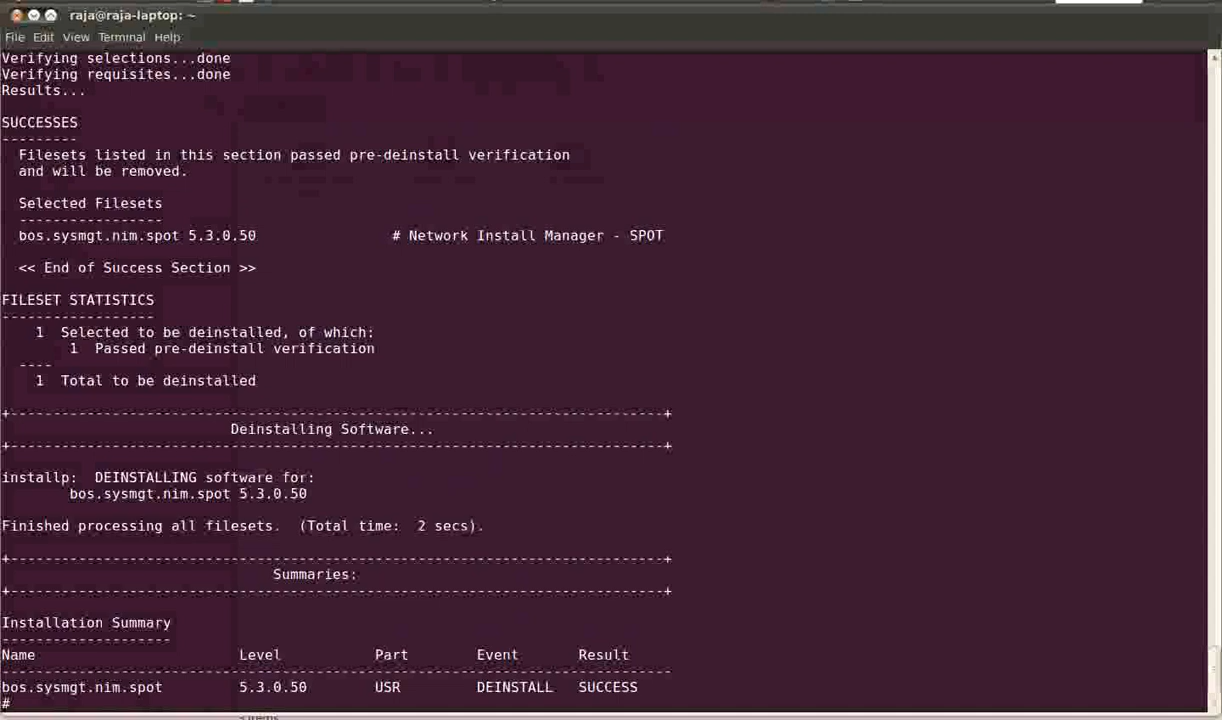 raja@raja-laptop: ~
File Edit View Terminal Help
Verifying selections...done
Verifying requisites...done
Results...
SUCCESSES
---------
Filesets listed in this section passed pre-deinstall verification
and will be removed.
Selected Filesets
-----------------
bos.sysmgt.nim.spot 5.3.0.50 # Network Install Manager - SPOT
<< End of Success Section >>
FILESET STATISTICS
------------------
1 Selected to be deinstalled, of which:
1 Passed pre-deinstall verification
----
1 Total to be deinstalled
+-----------------------------------------------------------------------------+
Deinstalling Software...
+-----------------------------------------------------------------------------+
installp: DEINSTALLING software for:
bos.sysmgt.nim.spot 5.3.0.50
Finished processing all filesets. (Total time: 2 secs).
+-----------------------------------------------------------------------------+
Summaries:
+-----------------------------------------------------------------------------+
Installation Summary
--------------------
Name Level Part Event Result
-------------------------------------------------------------------------------
bos.sysmgt.nim.spot 5.3.0.50 USR DEINSTALL SUCCESS
#